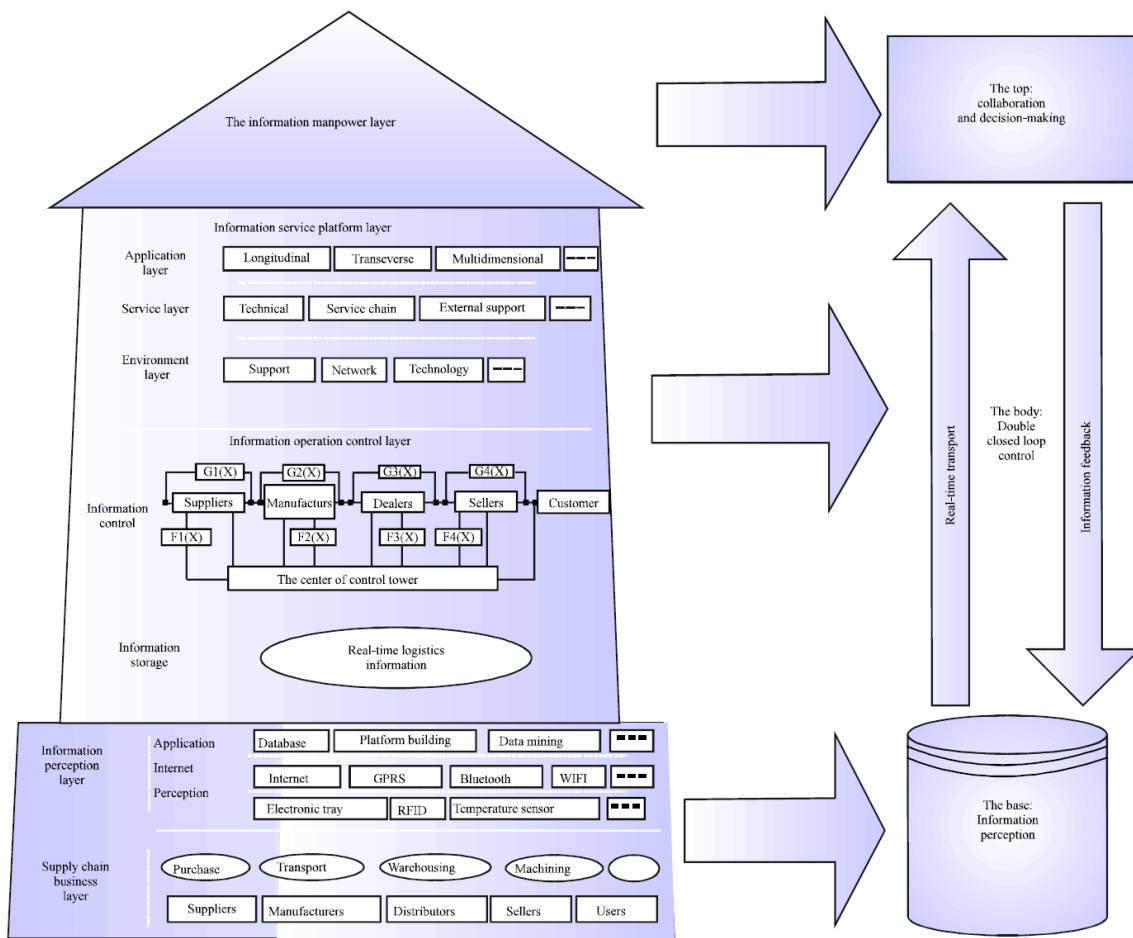 The information manpower layer
The top:
collaboration
and decision-making
Information service platform layer
Application
layer
Longitudinal
Transeverse
Multidimensional
Service layer
Technical
Service chain
External support
Environment
layer
Support
Network
Technology
Information operation control layer
G1(X)
G2(X)
G3(X)
G4(X)
Information
control
Suppliers
Manufacturs
Dealers
Sellers
Customer
F1(X)
F2(X)
F3(X)
F4(X)
The center of control tower
Information
storage
Real-time logistics
information
Real-time transport
The body:
Double
closed loop
control
Information feedback
Information
perception
layer
Application
Database
Platform building
Data mining
Internet
Internet
GPRS
Bluetooth
WIFI
Perception
Electronic tray
RFID
Temperature sensor
The base:
Information
perception
Supply chain
business
layer
Purchase
Transport
Warehousing
Machining
Suppliers
Manufacturers
Distributors
Sellers
Users